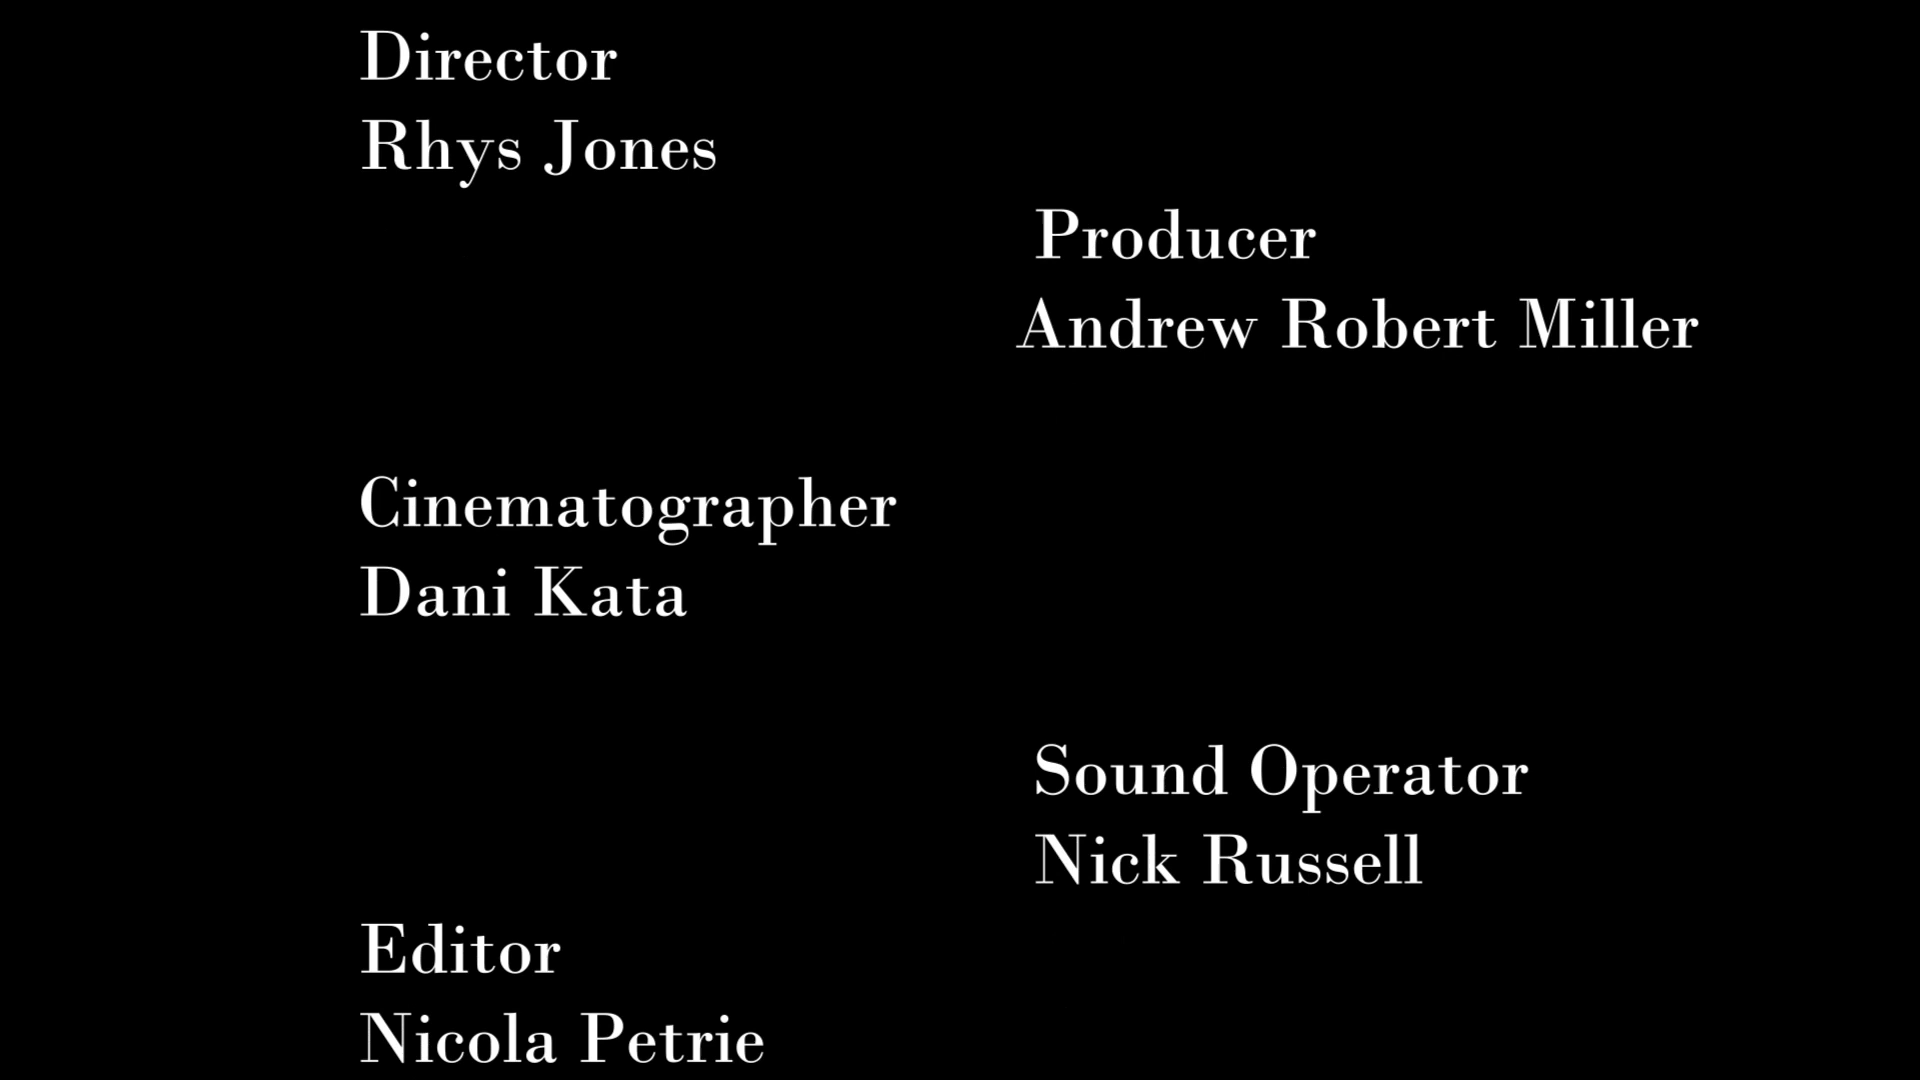 Director
Rhys Jones
Producer
Andrew Robert Miller
Cinematographer
Dani Kata
Sound Operator
Nick Russell
Editor
Nicola Petrie